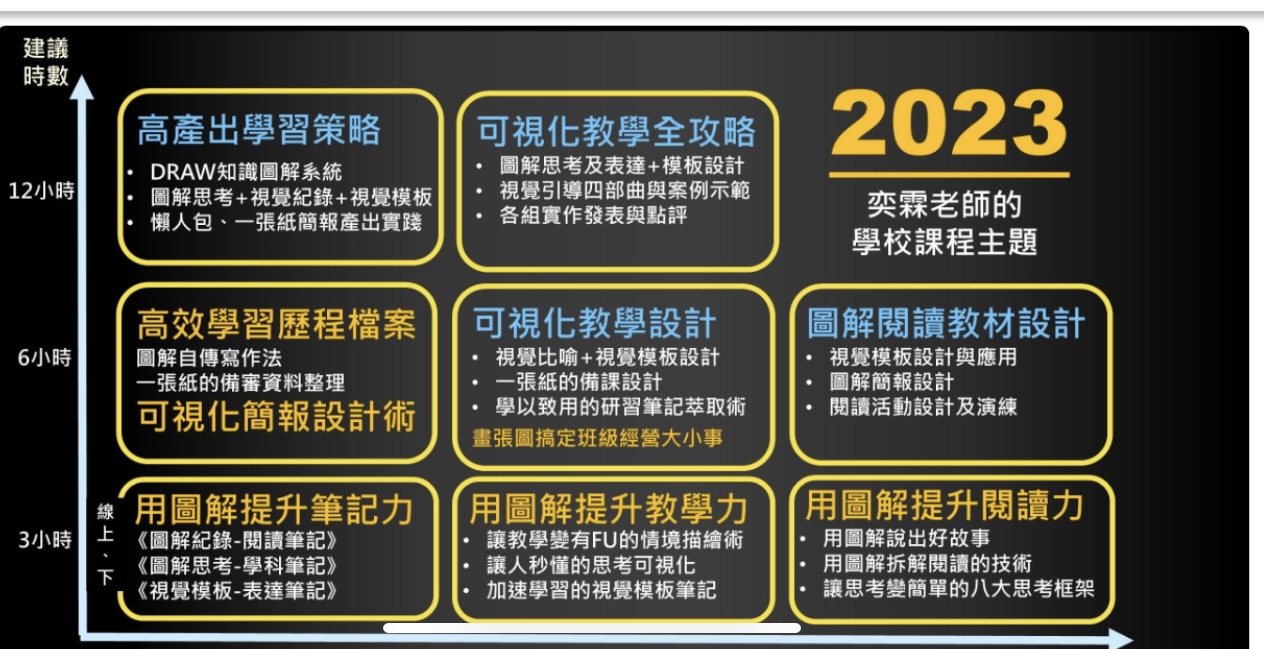 建議
時數
2023
奕霖老師的
學校課程主題
12小時
高產出學習策略
• DRAW知識圖解系統
• 圖解思考+視覺紀錄+視覺模板
• 懶人包、一張紙簡報產出實踐
可視化教學全攻略
• 圖解思考及表達+模板設計
• 視覺引導四部曲與案例示範
• 各組實作發表與點評
6小時
高效學習歷程檔案
圖解自傳寫作法
一張紙的備審資料整理
可視化簡報設計術
可視化教學設計
• 視覺比喻+視覺模板設計
• 一張紙的備課設計
• 學以致用的研習筆記萃取術
畫張圖搞定班級經營大小事
圖解閱讀教材設計
• 視覺模板設計與應用
• 圖解簡報設計
• 閱讀活動設計及演練
3小時
線上、下
用圖解提升筆記力
《圖解紀錄-閱讀筆記》
《圖解思考-學科筆記》
《視覺模板-表達筆記》
用圖解提升教學力
• 讓教學變有FU的情境描繪術
• 讓人秒懂的思考可視化
• 加速學習的視覺模板筆記
用圖解提升閱讀力
• 用圖解說出好故事
• 用圖解拆解閱讀的技術
• 讓思考變簡單的八大思考框架